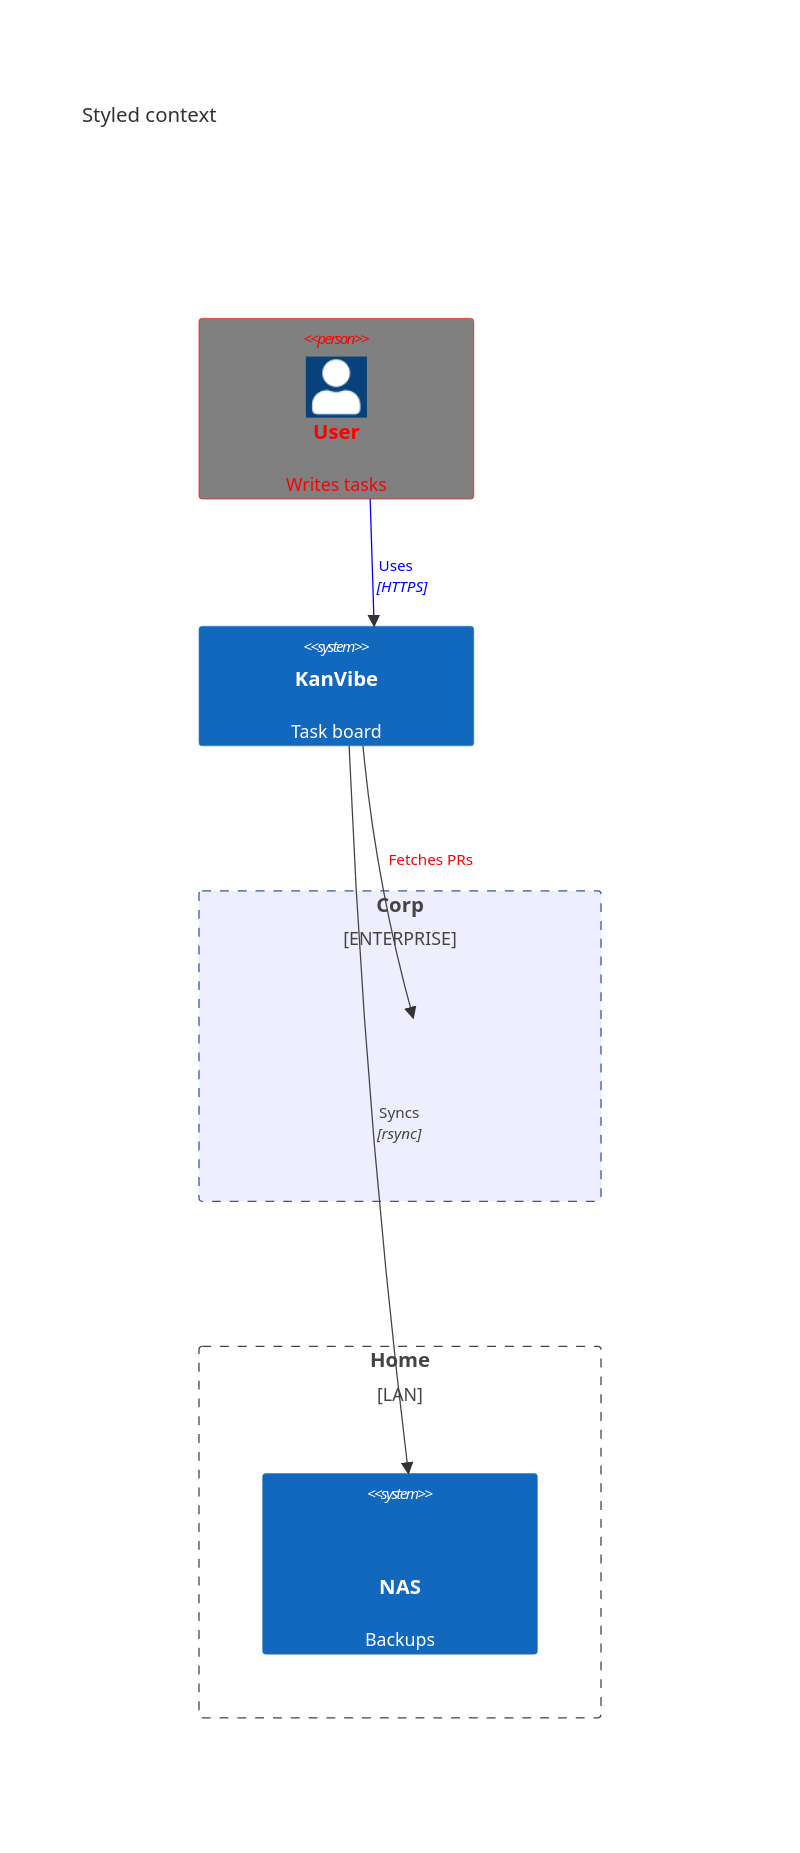 Styled context
<<person>>
User
Writes tasks
Uses
[HTTPS]
<<system>>
KanVibe
Task board
Fetches PRs
Corp
[ENTERPRISE]
Syncs
[rsync]
Home
[LAN]
<<system>>
NAS
Backups